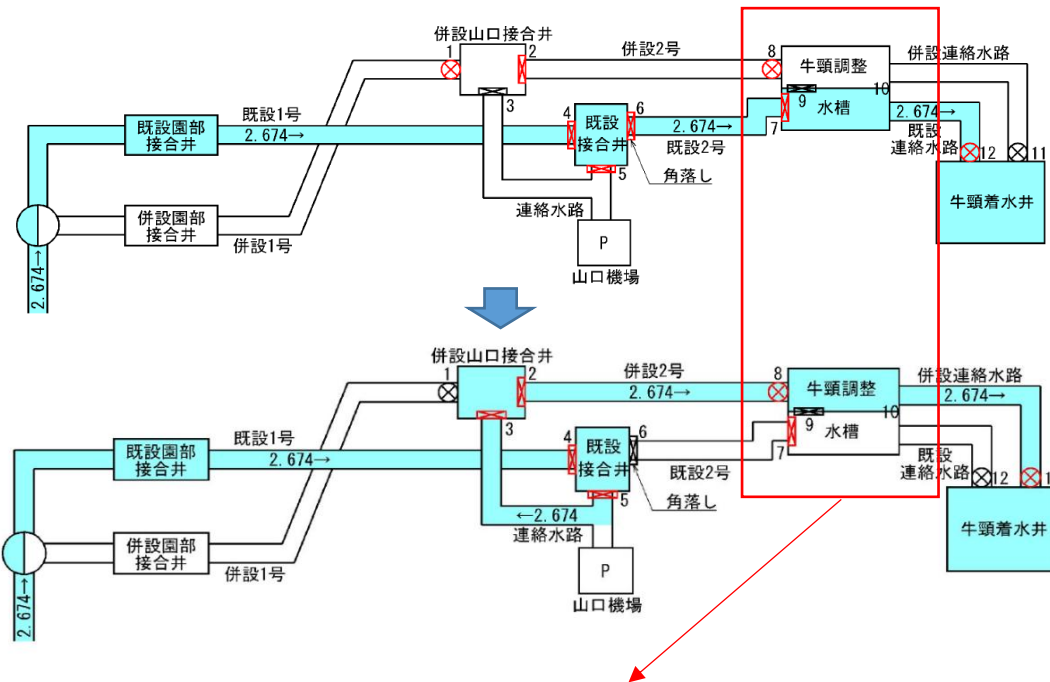 併設山口接合井
1
2
3
併設2号
8
牛頸調整
水槽
9
10
7
併設連絡水路
既設1号
2.674→
既設園部
接合井
4
既設
接合井
6
5
2.674→
既設2号
角落し
2.674→
既設
連絡水路
12
11
牛頸着水井
併設園部
接合井
併設1号
連絡水路
P
山口機場
2.674→
併設山口接合井
1
2
3
併設2号
2.674→
8
牛頸調整
水槽
9
10
7
併設連絡水路
2.674→
既設1号
2.674→
既設園部
接合井
4
既設
接合井
6
5
既設2号
角落し
既設
連絡水路
12
1
牛頸着水井
←2.674
連絡水路
併設園部
接合井
併設1号
P
山口機場
2.674→